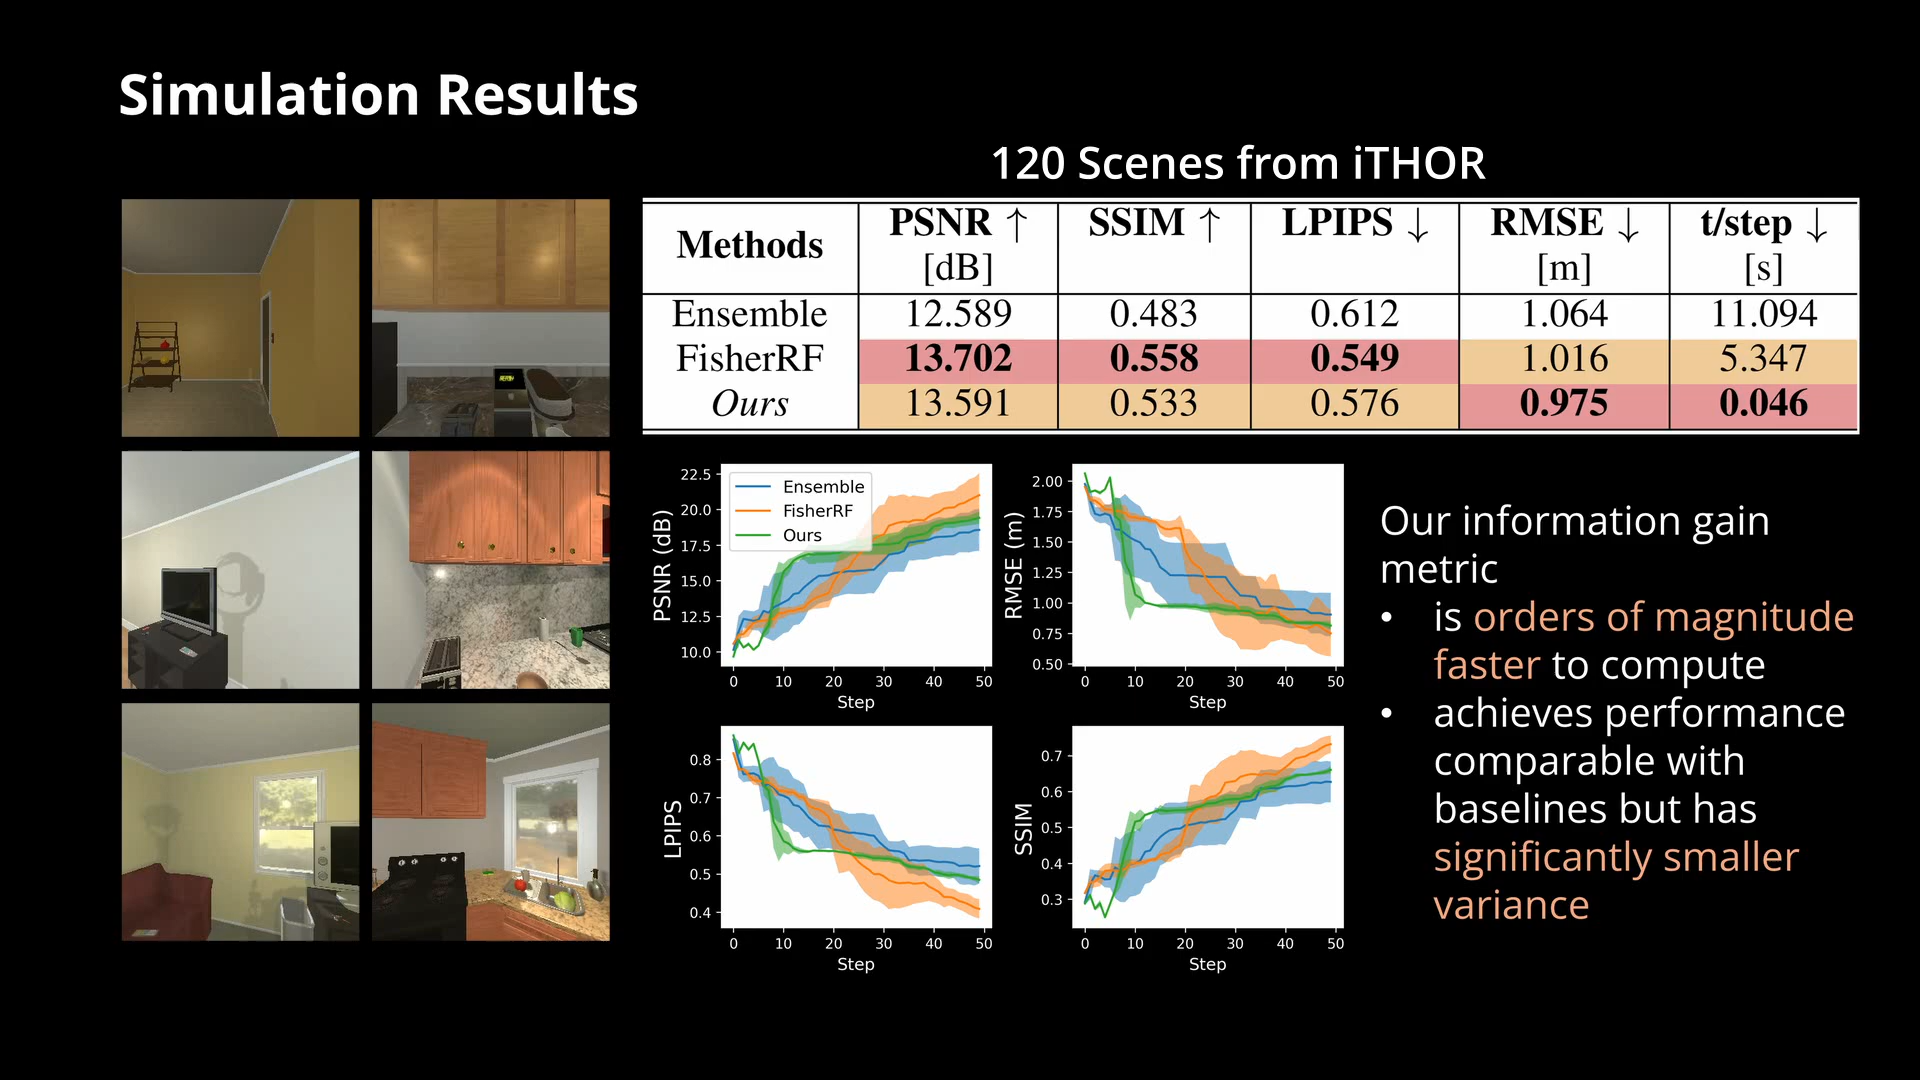 Simulation Results
120 Scenes from iTHOR
Methods PSNR ↑ [dB] SSIM ↑ LPIPS ↓ RMSE ↓ [m] t/step ↓ [s]
Ensemble 12.589 0.483 0.612 1.064 11.094
FisherRF 13.702 0.558 0.549 1.016 5.347
Ours 13.591 0.533 0.576 0.975 0.046
PSNR (dB)
22.5
20.0
17.5
15.0
12.5
10.0
Ensemble
FisherRF
Ours
0 10 20 30 40 50
Step
RMSE (m)
2.00
1.75
1.50
1.25
1.00
0.75
0.50
0 10 20 30 40 50
Step
LPIPS
0.8
0.7
0.6
0.5
0.4
0 10 20 30 40 50
Step
SSIM
0.7
0.6
0.5
0.4
0.3
0 10 20 30 40 50
Step
Our information gain
metric
• is orders of magnitude
faster to compute
• achieves performance
comparable with
baselines but has
significantly smaller
variance